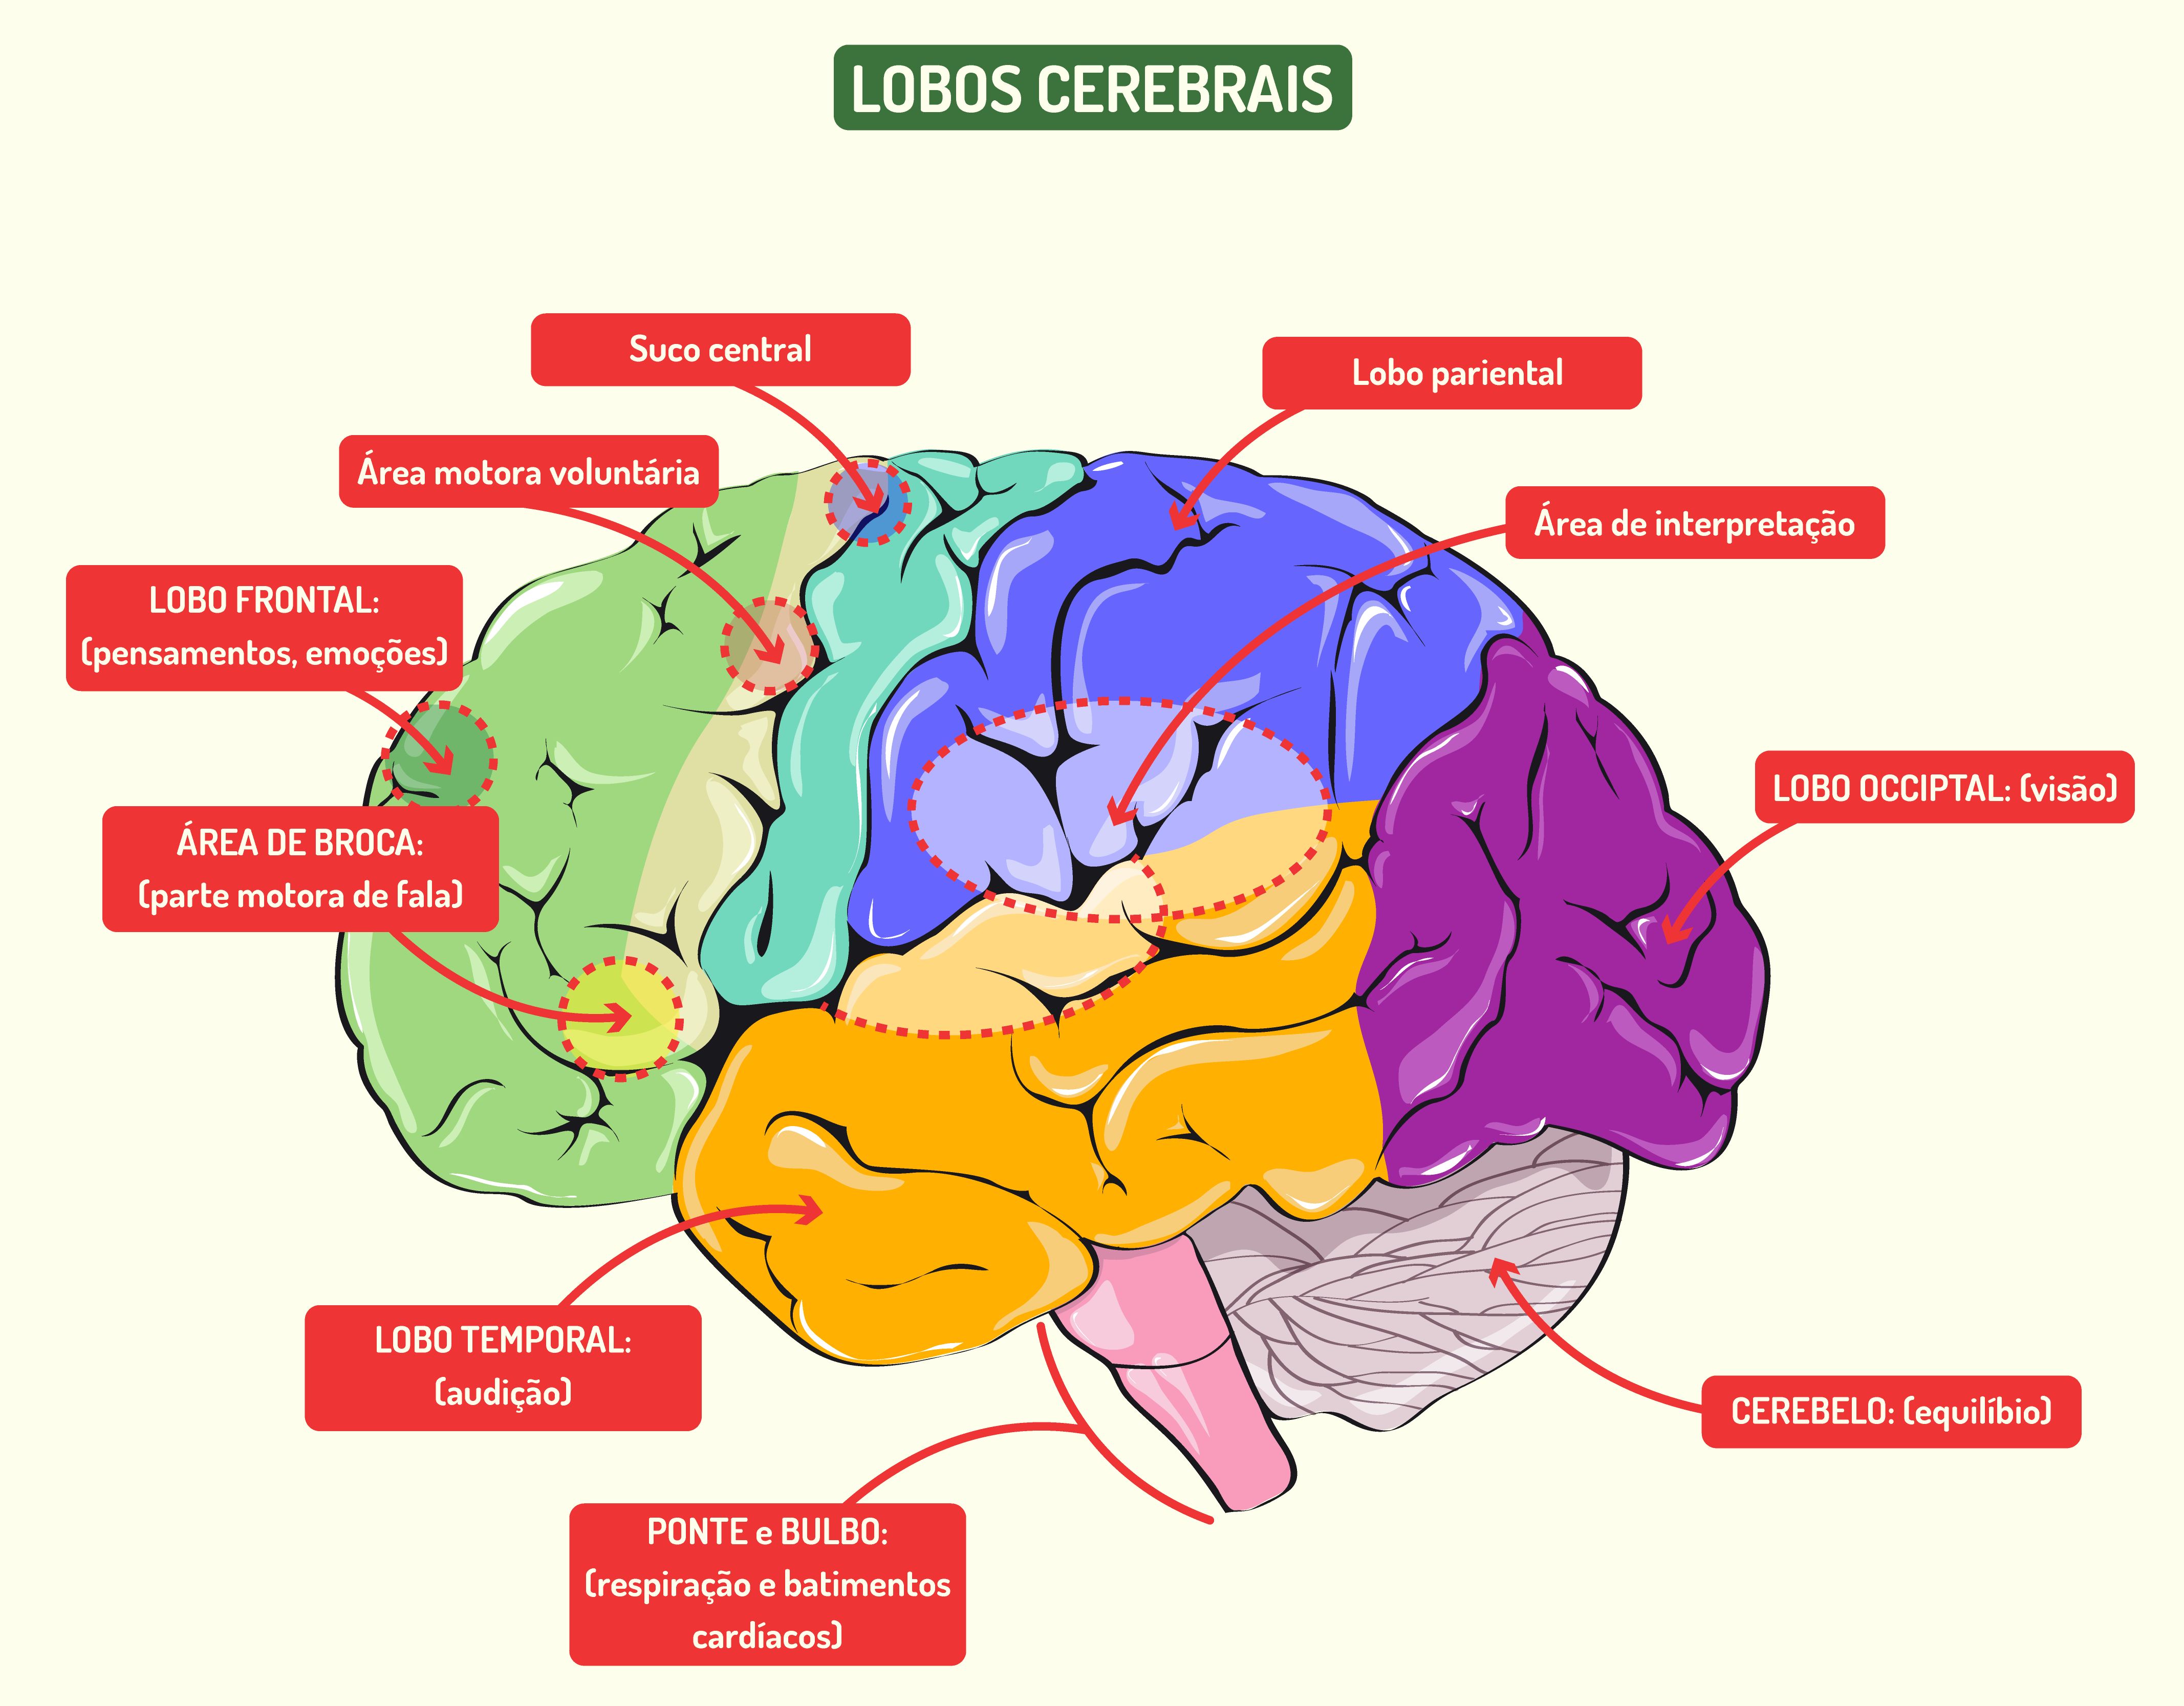 LOBOS CEREBRAIS
Suco central
Lobo pariental
Área motora voluntária
Área de interpretação
LOBO FRONTAL:
(pensamentos, emoções)
LOBO OCCIPTAL: (visão)
ÁREA DE BROCA:
(parte motora de fala)
LOBO TEMPORAL:
(audição)
CEREBELO: (equilíbio)
PONTE e BULBO:
(respiração e batimentos
cardíacos)